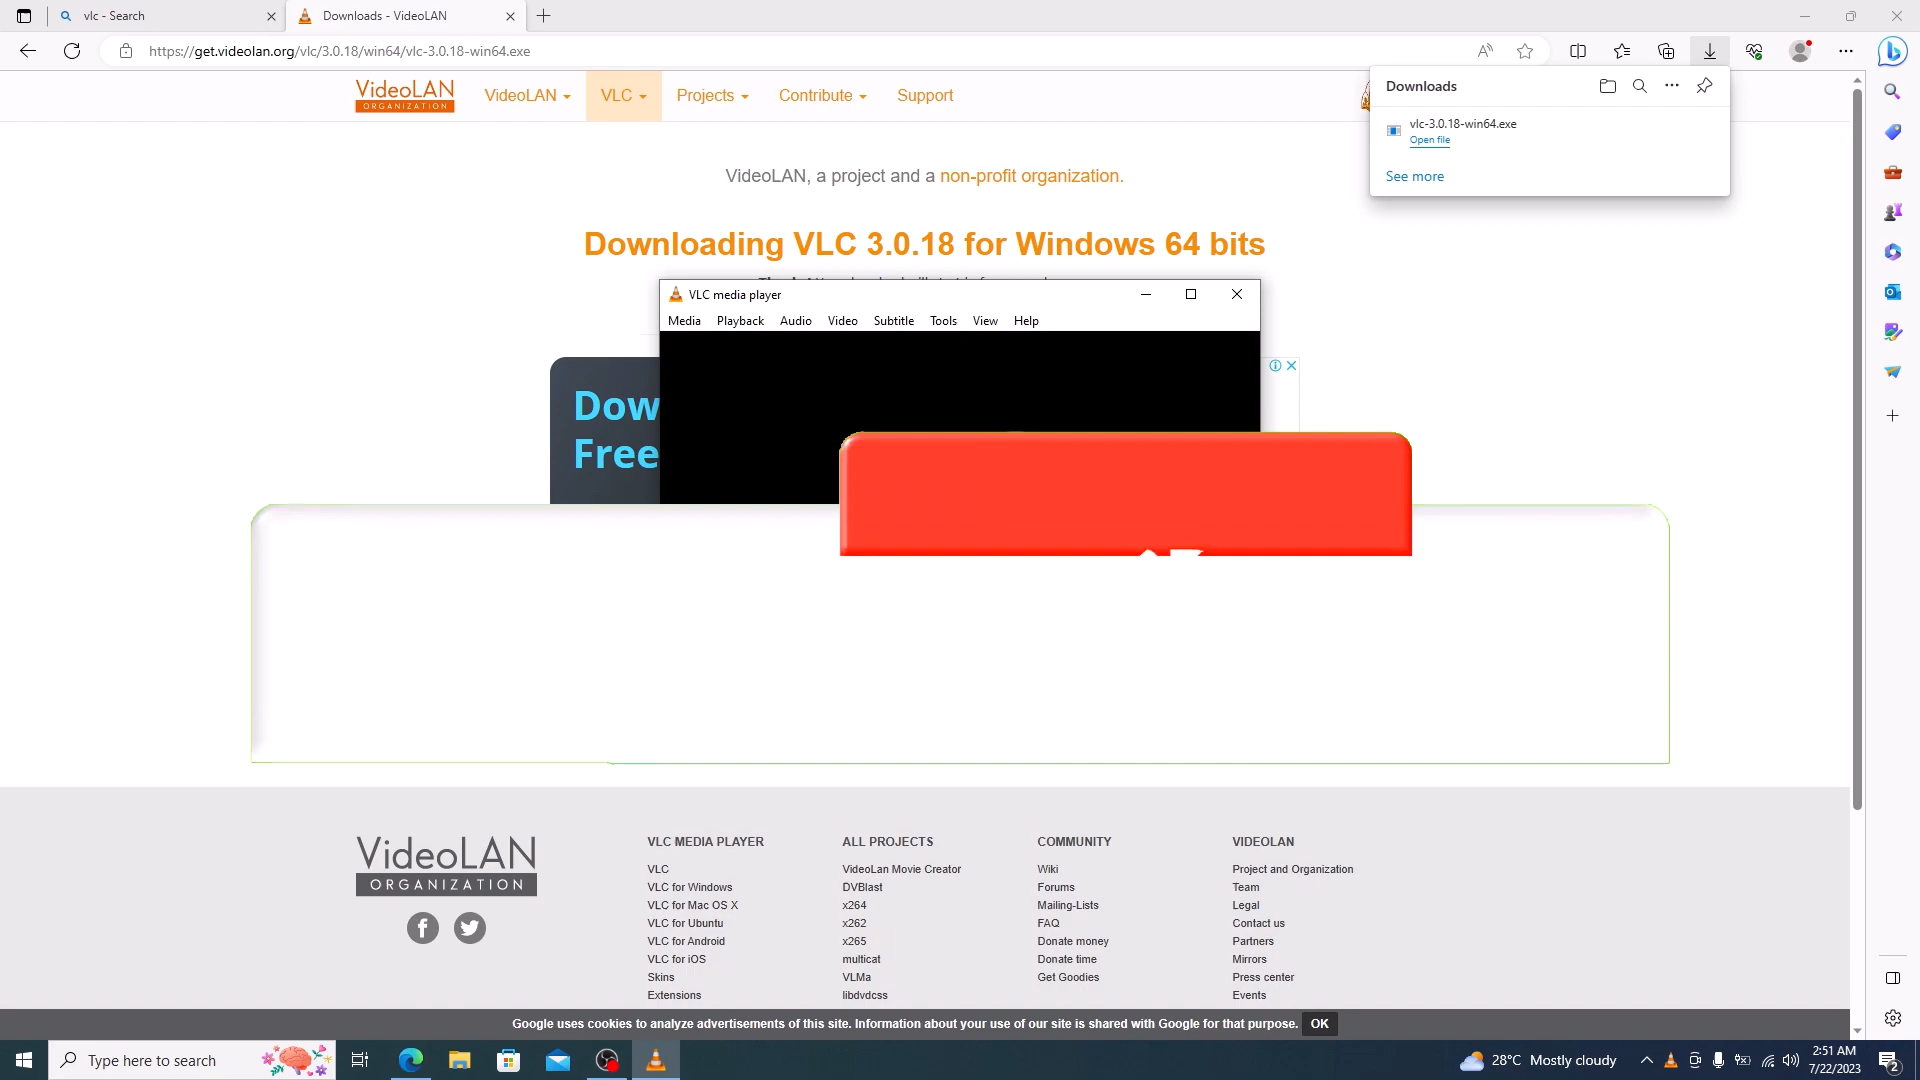 vlc - Search
Downloads - VideoLAN
https://get.videolan.org/vlc/3.0.18/win64/vlc-3.0.18-win64.exe
VideoLAN
ORGANIZATION
VideoLAN
VLC
Projects
Contribute
Support
Downloads
vlc-3.0.18-win64.exe
Open file
See more
VideoLAN, a project and a non-profit organization.
Downloading VLC 3.0.18 for Windows 64 bits
VLC media player
Media Playback Audio Video Subtitle Tools View Help
Dow
Free
VideoLAN
ORGANIZATION
VLC MEDIA PLAYER
VLC
VLC for Windows
VLC for Mac OS X
VLC for Ubuntu
VLC for Android
VLC for iOS
Skins
Extensions
ALL PROJECTS
VideoLan Movie Creator
DVBlast
x264
x262
x265
multicat
VLMa
libdvdcss
COMMUNITY
Wiki
Forums
Mailing-Lists
FAQ
Donate money
Donate time
Get Goodies
VIDEOLAN
Project and Organization
Team
Legal
Contact us
Partners
Mirrors
Press center
Events
Google uses cookies to analyze advertisements of this site. Information about your use of our site is shared with Google for that purpose. OK
Type here to search
28°C Mostly cloudy
2:51 AM
7/22/2023
2